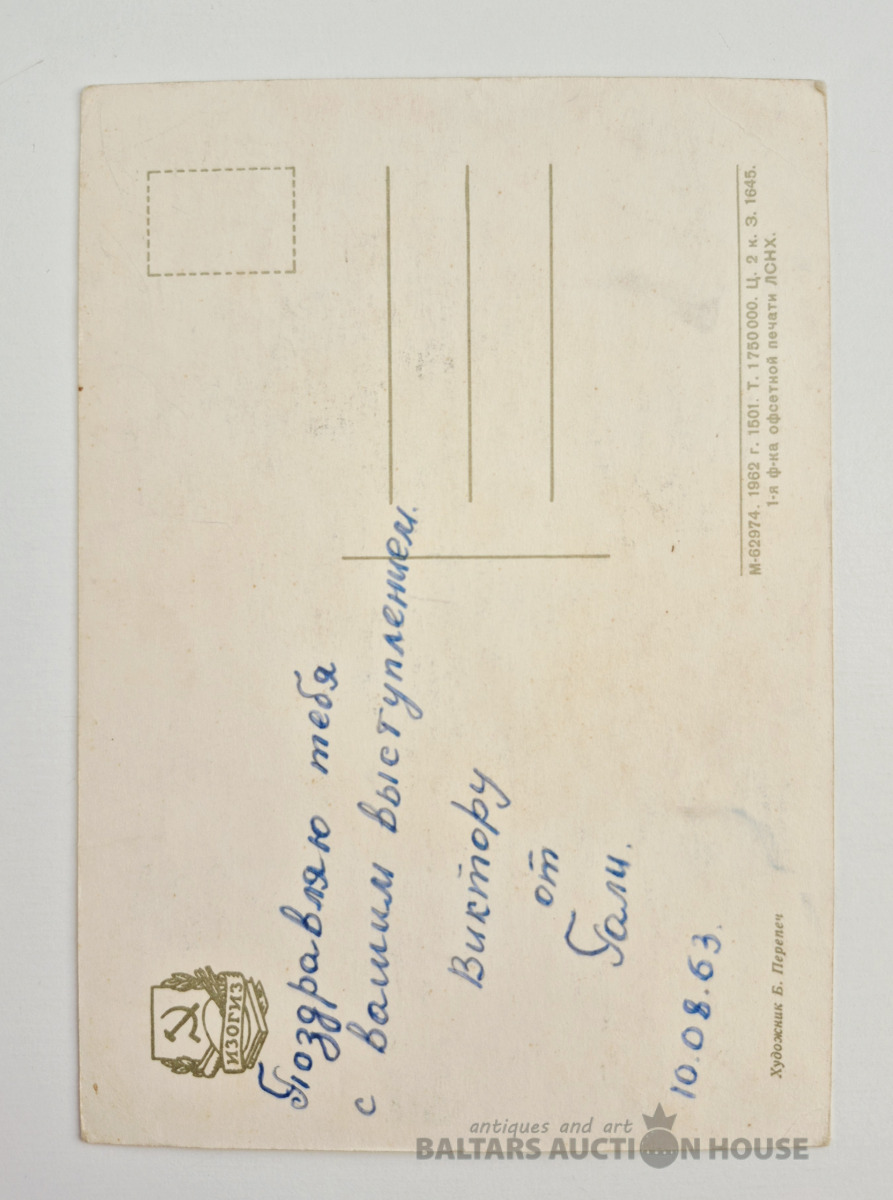 ИЗОГИЗ
Поздравляю тебя
с вашим выступлением.
Виктору
от
Гали.
10.08.63.
Художник Б. Перепеч
М-62974. 1962 г. 1501. Т. 1750000. Ц. 2 к. З. 1645.
1-я ф-ка офсетной печати ЛСНХ.
antiques and art
BALTARS AUCTION HOUSE